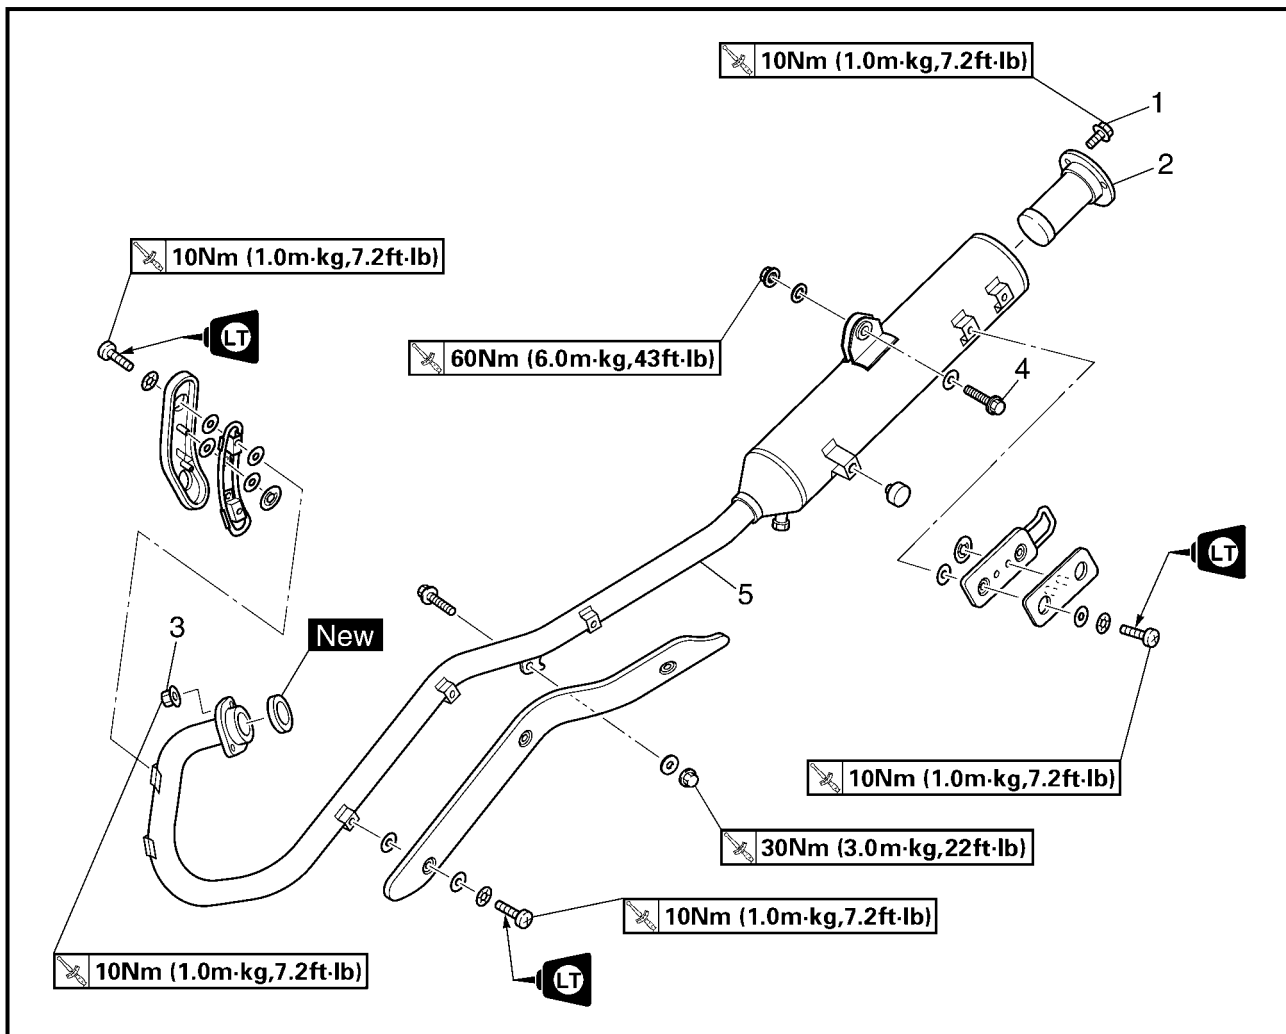 10Nm (1.0m·kg,7.2ft·lb)
1
2
10Nm (1.0m·kg,7.2ft·lb)
LT
60Nm (6.0m·kg,43ft·lb)
4
LT
5
3
New
10Nm (1.0m·kg,7.2ft·lb)
30Nm (3.0m·kg,22ft·lb)
10Nm (1.0m·kg,7.2ft·lb)
10Nm (1.0m·kg,7.2ft·lb)
LT